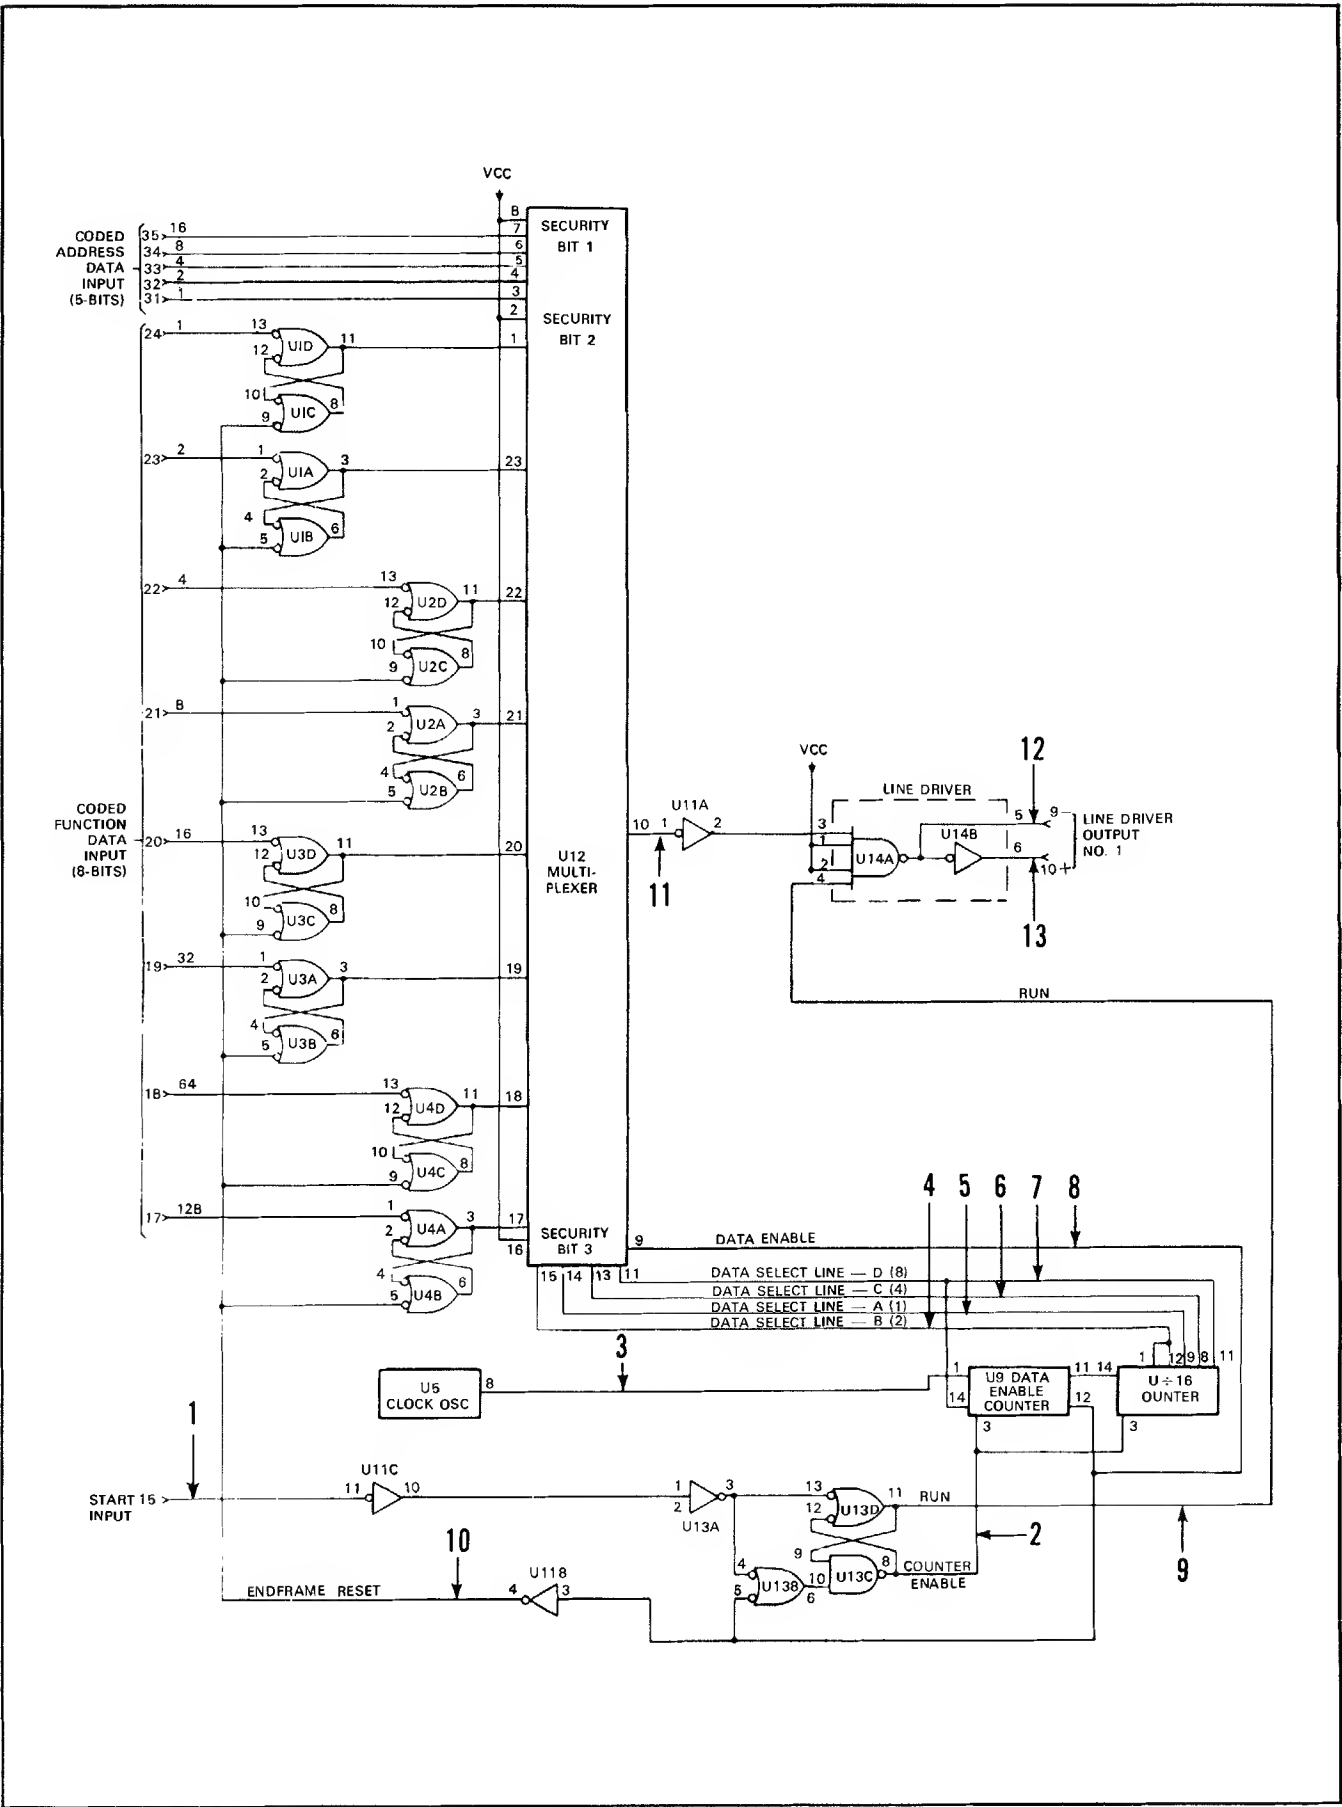 VCC
CODED ADDRESS DATA INPUT (5-BITS)
35 16
34 8
33 4
32 2
31 1
8
7
6
5
4
3
2
1
SECURITY BIT 1
SECURITY BIT 2
24 1
13
12
U1D
11
10
9
U1C
8
23 2
1
2
U1A
3
23
4
5
U1B
6
22 4
13
12
U2D
11
22
10
9
U2C
8
21 8
1
2
U2A
3
21
4
5
U2B
6
CODED FUNCTION DATA INPUT (8-BITS)
20 16
13
12
U3D
11
20
10
9
U3C
8
19 32
1
2
U3A
3
19
4
5
U3B
6
18 64
13
12
U4D
11
18
10
9
U4C
8
17 128
1
2
U4A
3
17
16
4
5
U4B
6
U12 MULTI-PLEXER
SECURITY BIT 3
10
1
U11A
2
11
VCC
LINE DRIVER
3
1
2
4
U14A
U14B
5
6
9 -
10 +
12
13
LINE DRIVER OUTPUT NO. 1
RUN
4
5
6
7
8
9
DATA ENABLE
15
14
13
11
DATA SELECT LINE — D (8)
DATA SELECT LINE — C (4)
DATA SELECT LINE — A (1)
DATA SELECT LINE — B (2)
3
U5 CLOCK OSC
8
1
14
U9 DATA ENABLE COUNTER
11
12
3
14
1
12
9
8
11
U ÷ 16 OUNTER
3
1
START INPUT
15
11
U11C
10
1
2
U13A
3
13
12
U13D
11
RUN
9
2
9
10
U13C
8
COUNTER ENABLE
4
5
U138
6
10
ENDFRAME RESET
4
U118
3